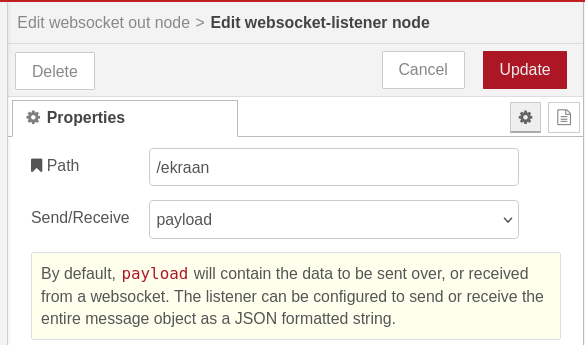 Edit websocket out node > Edit websocket-listener node
Delete
Cancel
Update
Properties
Path
/ekraan
Send/Receive
payload
By default, payload will contain the data to be sent over, or received
from a websocket. The listener can be configured to send or receive the
entire message object as a JSON formatted string.